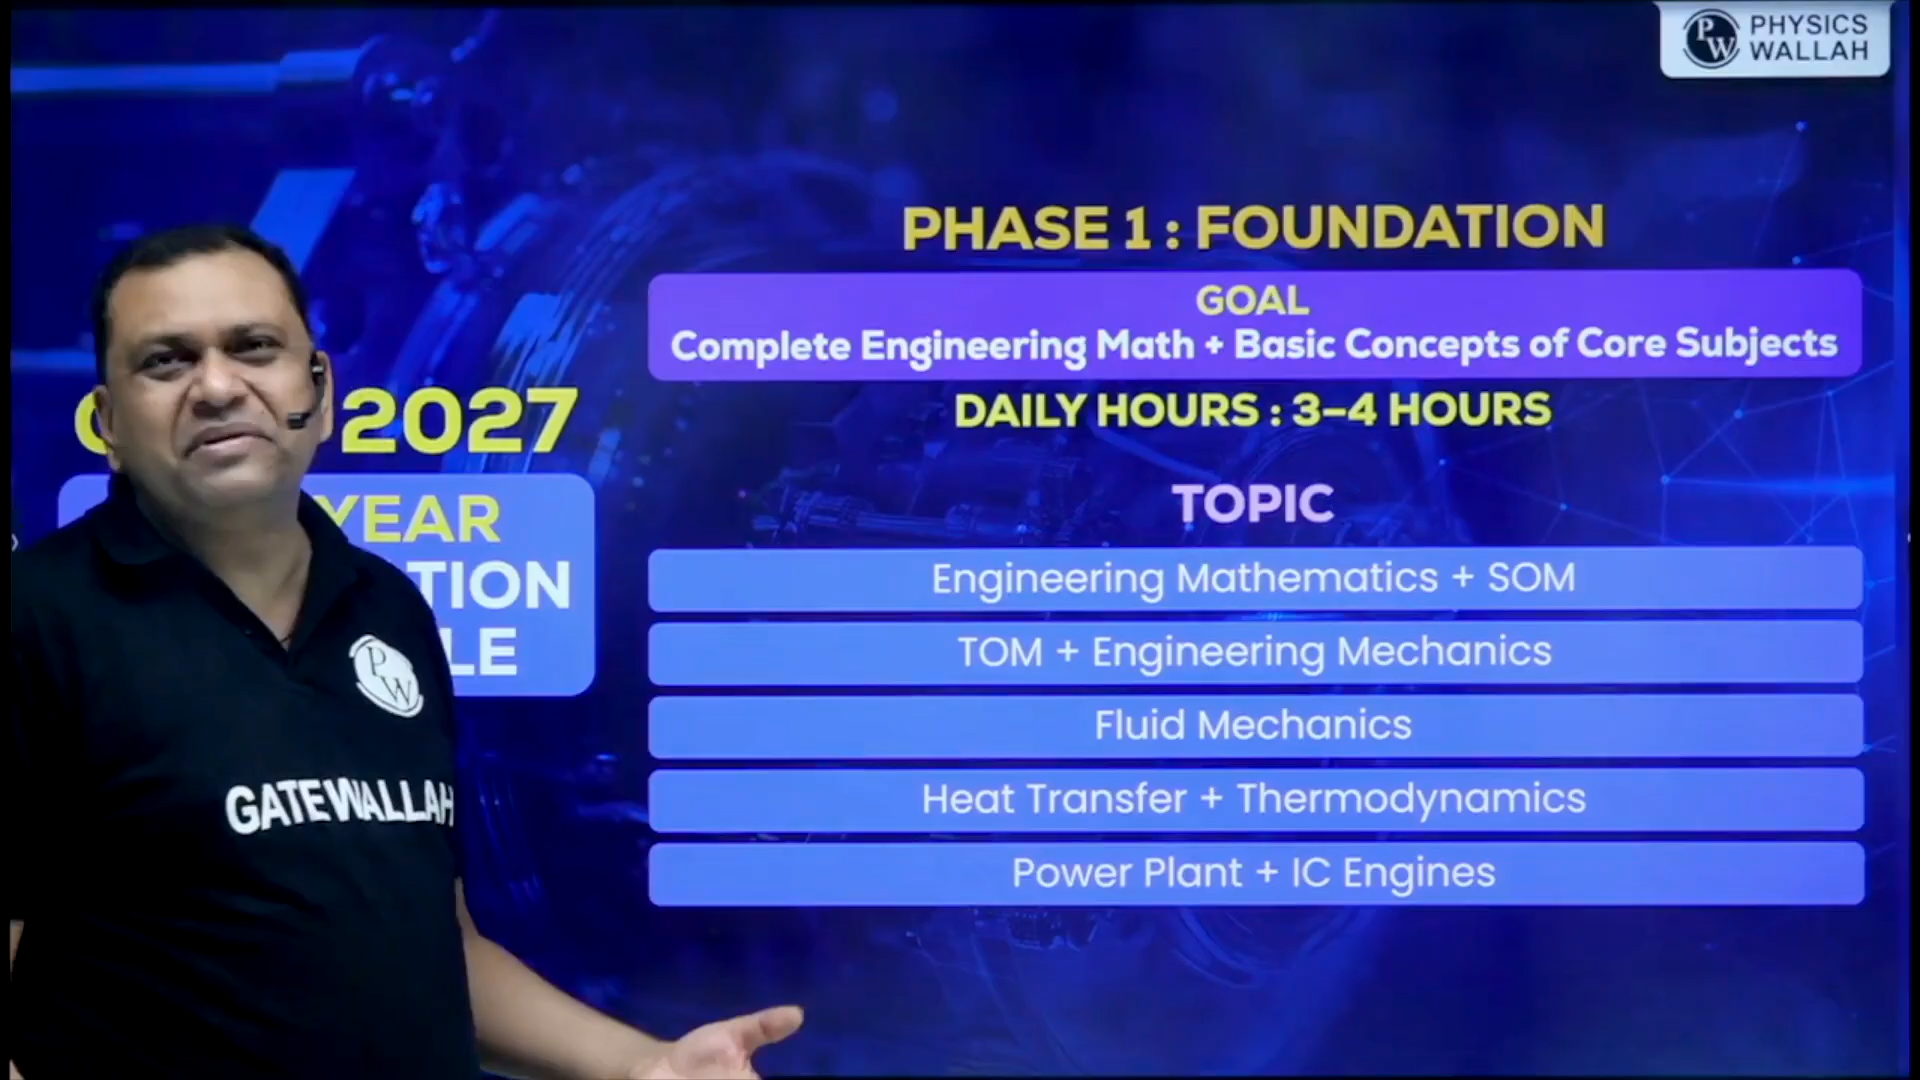 PHYSICS
WALLAH
PHASE 1 : FOUNDATION
GOAL
Complete Engineering Math + Basic Concepts of Core Subjects
DAILY HOURS : 3–4 HOURS
TOPIC
Engineering Mathematics + SOM
TOM + Engineering Mechanics
Fluid Mechanics
Heat Transfer + Thermodynamics
Power Plant + IC Engines
2027
YEAR
PW
GATEWALLAH